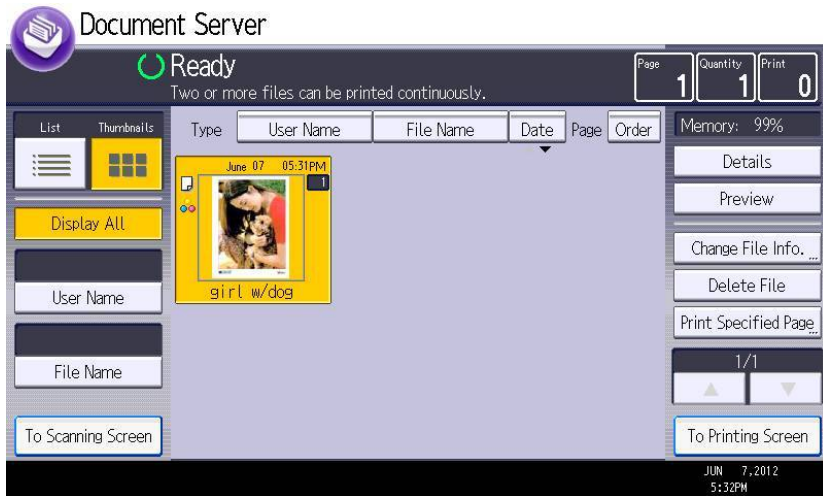 Document Server
Ready
Two or more files can be printed continuously.
Page
1
Quantity
1
Print
0
List
Thumbnails
Type
User Name
File Name
Date
Page
Order
Memory: 99%
June 07 05:31PM
1
girl w/dog
Display All
User Name
File Name
To Scanning Screen
Details
Preview
Change File Info.
Delete File
Print Specified Page
1/1
To Printing Screen
JUN 7,2012
5:32PM